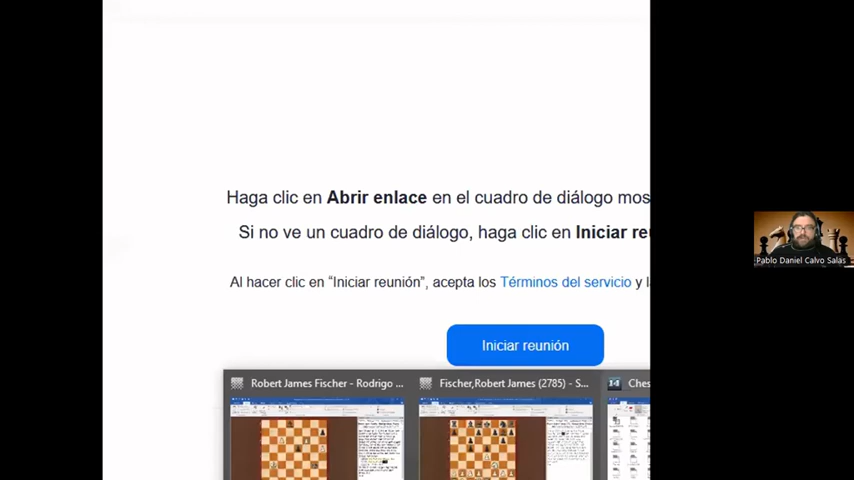 Haga clic en Abrir enlace en el cuadro de diálogo mos
Si no ve un cuadro de diálogo, haga clic en Iniciar re
Al hacer clic en “Iniciar reunión”, acepta los Términos del servicio y l
Iniciar reunión
Pablo Daniel Calvo Salas
Robert James Fischer - Rodrigo ...
Fischer,Robert James (2785) - S...
Ches